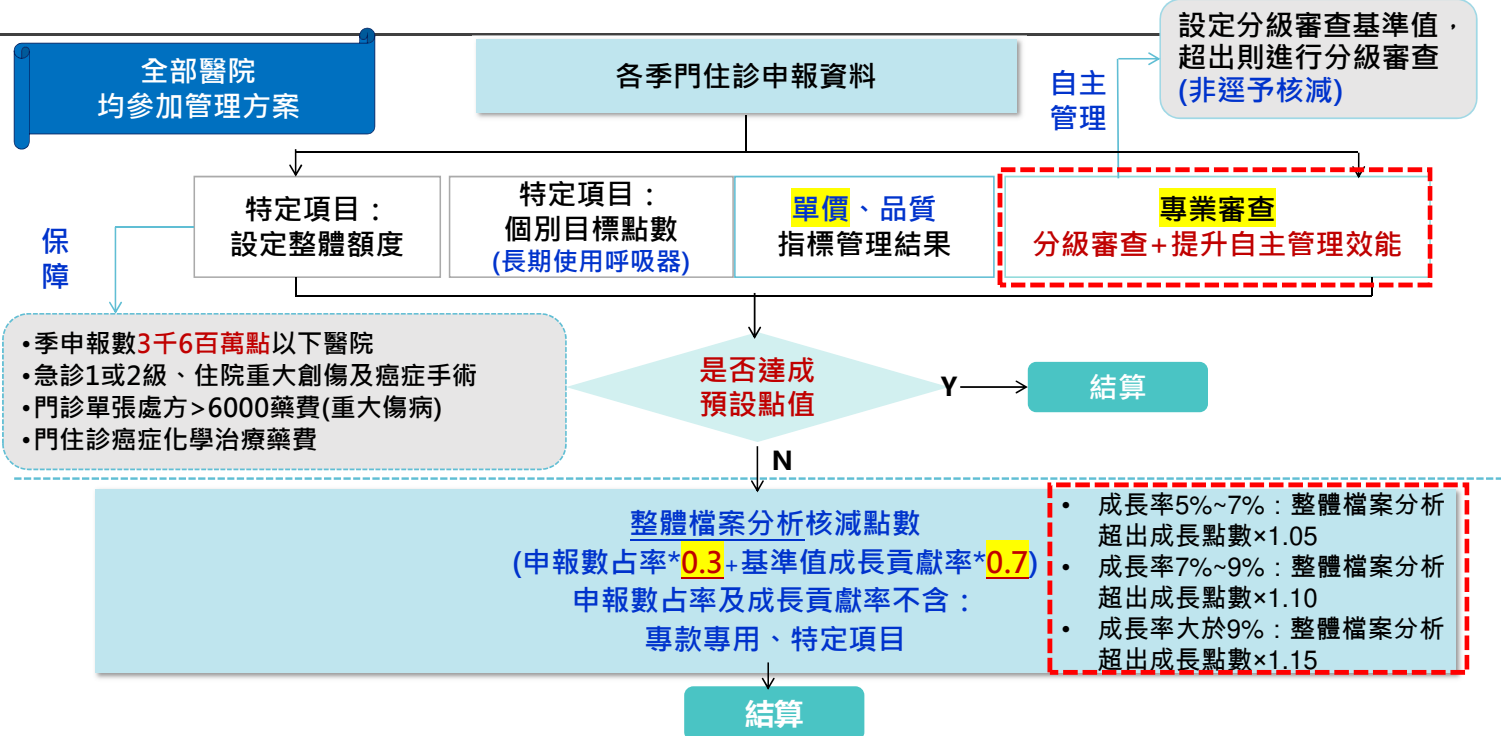 全部醫院
均參加管理方案
各季門住診申報資料
自主
管理
設定分級審查基準值，
超出則進行分級審查
(非逕予核減)
保
障
特定項目：
設定整體額度
特定項目：
個別目標點數
(長期使用呼吸器)
單價、品質
指標管理結果
專業審查
分級審查+提升自主管理效能
•季申報數3千6百萬點以下醫院
•急診1或2級、住院重大創傷及癌症手術
•門診單張處方>6000藥費(重大傷病)
•門住診癌症化學治療藥費
是否達成
預設點值
Y
結算
N
整體檔案分析核減點數
(申報數占率*0.3+基準值成長貢獻率*0.7)
申報數占率及成長貢獻率不含：
專款專用、特定項目
• 成長率5%~7%：整體檔案分析
超出成長點數×1.05
• 成長率7%~9%：整體檔案分析
超出成長點數×1.10
• 成長率大於9%：整體檔案分析
超出成長點數×1.15
結算